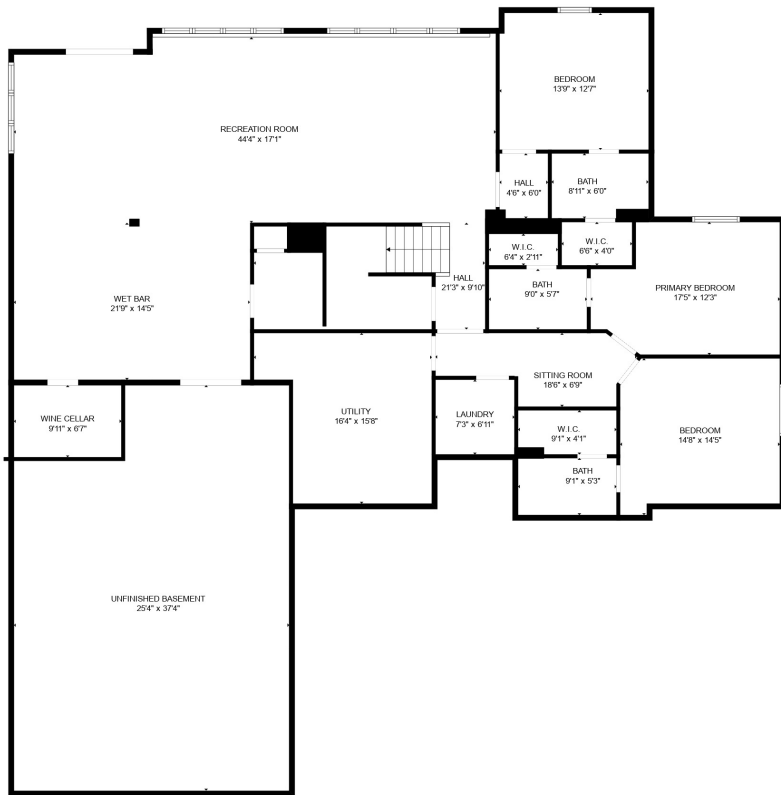 BEDROOM
13'9" x 12'7"
RECREATION ROOM
44'4" x 17'1"
HALL
4'6" x 6'0"
BATH
8'11" x 6'0"
W.I.C.
6'4" x 2'11"
W.I.C.
6'6" x 4'0"
HALL
21'3" x 9'10"
BATH
9'0" x 5'7"
PRIMARY BEDROOM
17'5" x 12'3"
WET BAR
21'9" x 14'5"
SITTING ROOM
18'6" x 6'9"
WINE CELLAR
9'11" x 6'7"
UTILITY
16'4" x 15'8"
LAUNDRY
7'3" x 6'11"
W.I.C.
9'1" x 4'1"
BEDROOM
14'8" x 14'5"
BATH
9'1" x 5'3"
UNFINISHED BASEMENT
25'4" x 37'4"